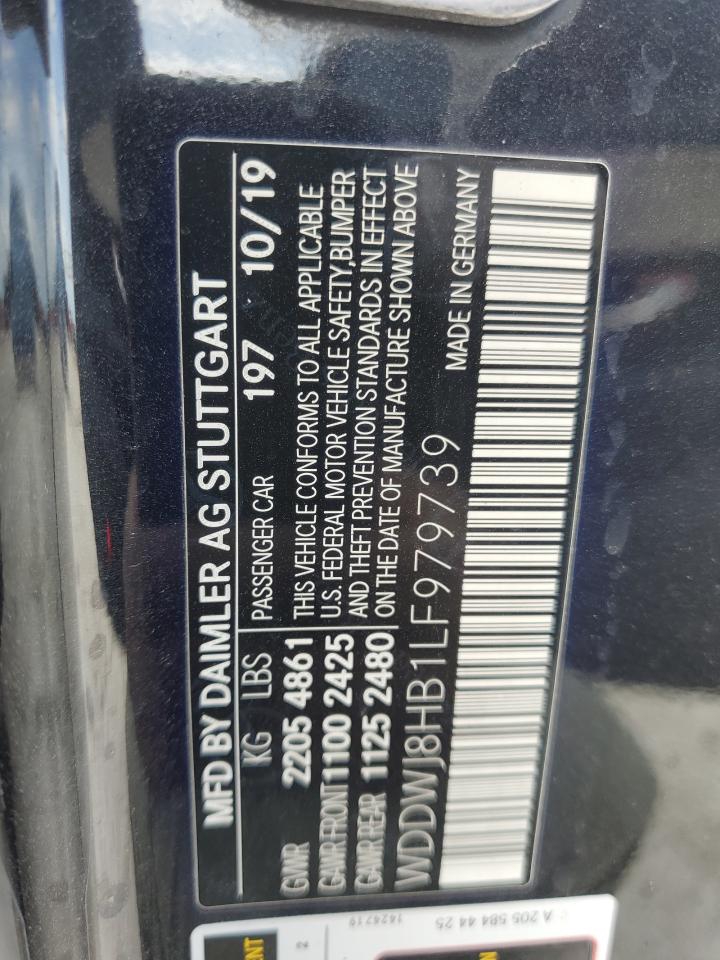 MFD BY DAIMLER AG STUTTGART
KG LBS PASSENGER CAR 197 10/19
GVWR 2205 4861
GAWR FRONT 1100 2425
GAWR REAR 1125 2480
THIS VEHICLE CONFORMS TO ALL APPLICABLE
U.S. FEDERAL MOTOR VEHICLE SAFETY,BUMPER
AND THEFT PREVENTION STANDARDS IN EFFECT
ON THE DATE OF MANUFACTURE SHOWN ABOVE
WDDWJ8HB1LF979739 MADE IN GERMANY
A 205 584 44 25